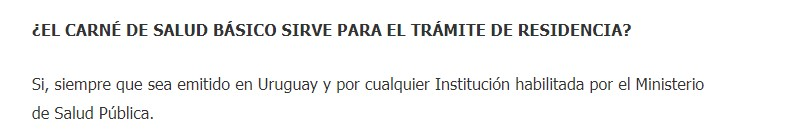 ¿EL CARNÉ DE SALUD BÁSICO SIRVE PARA EL TRÁMITE DE RESIDENCIA?
Si, siempre que sea emitido en Uruguay y por cualquier Institución habilitada por el Ministerio
de Salud Pública.